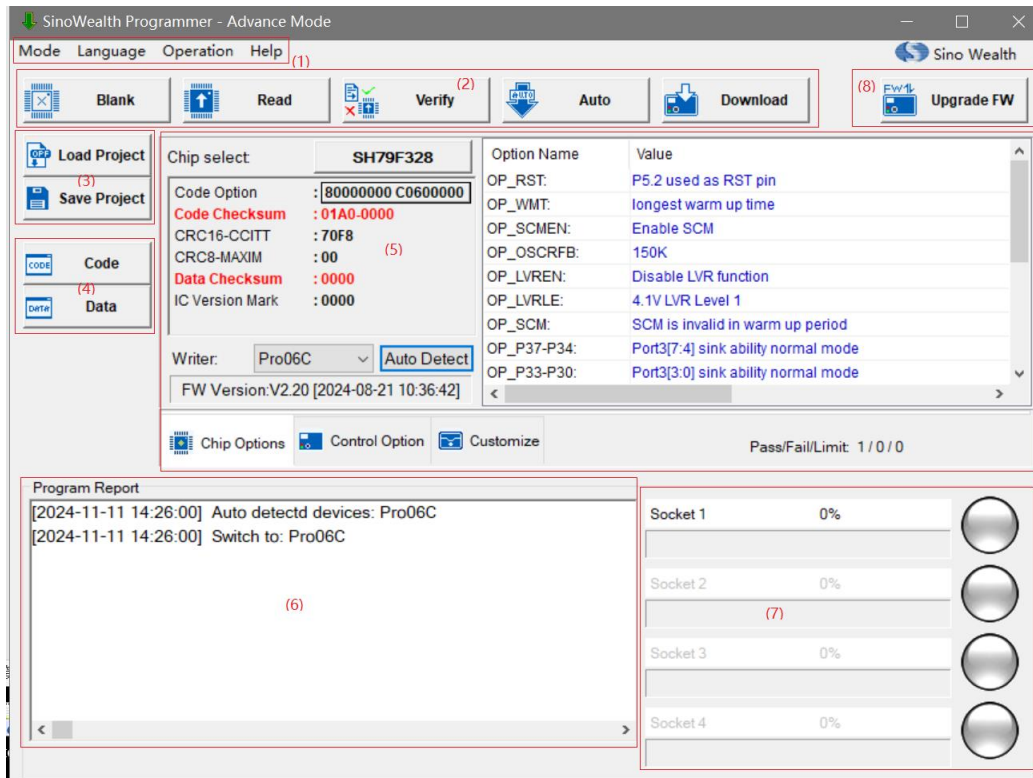 SinoWealth Programmer - Advance Mode
Mode Language Operation Help (1) Sino Wealth
Blank Read Verify (2) Auto Download (8) FW Upgrade FW
Load Project
(3)
Save Project
CODE Code
(4)
DATA Data
Chip select: SH79F328
Code Option : 80000000 C0600000
Code Checksum : 01A0-0000
CRC16-CCITT : 70F8
CRC8-MAXIM : 00 (5)
Data Checksum : 0000
IC Version Mark : 0000
Writer: Pro06C Auto Detect
FW Version:V2.20 [2024-08-21 10:36:42]
Option Name Value
OP_RST: P5.2 used as RST pin
OP_WMT: longest warm up time
OP_SCMEN: Enable SCM
OP_OSCRFB: 150K
OP_LVREN: Disable LVR function
OP_LVRLE: 4.1V LVR Level 1
OP_SCM: SCM is invalid in warm up period
OP_P37-P34: Port3[7:4] sink ability normal mode
OP_P33-P30: Port3[3:0] sink ability normal mode
Chip Options Control Option Customize Pass/Fail/Limit: 1 / 0 / 0
Program Report
[2024-11-11 14:26:00] Auto detectd devices: Pro06C
[2024-11-11 14:26:00] Switch to: Pro06C
(6)
Socket 1 0%
Socket 2 0%
(7)
Socket 3 0%
Socket 4 0%